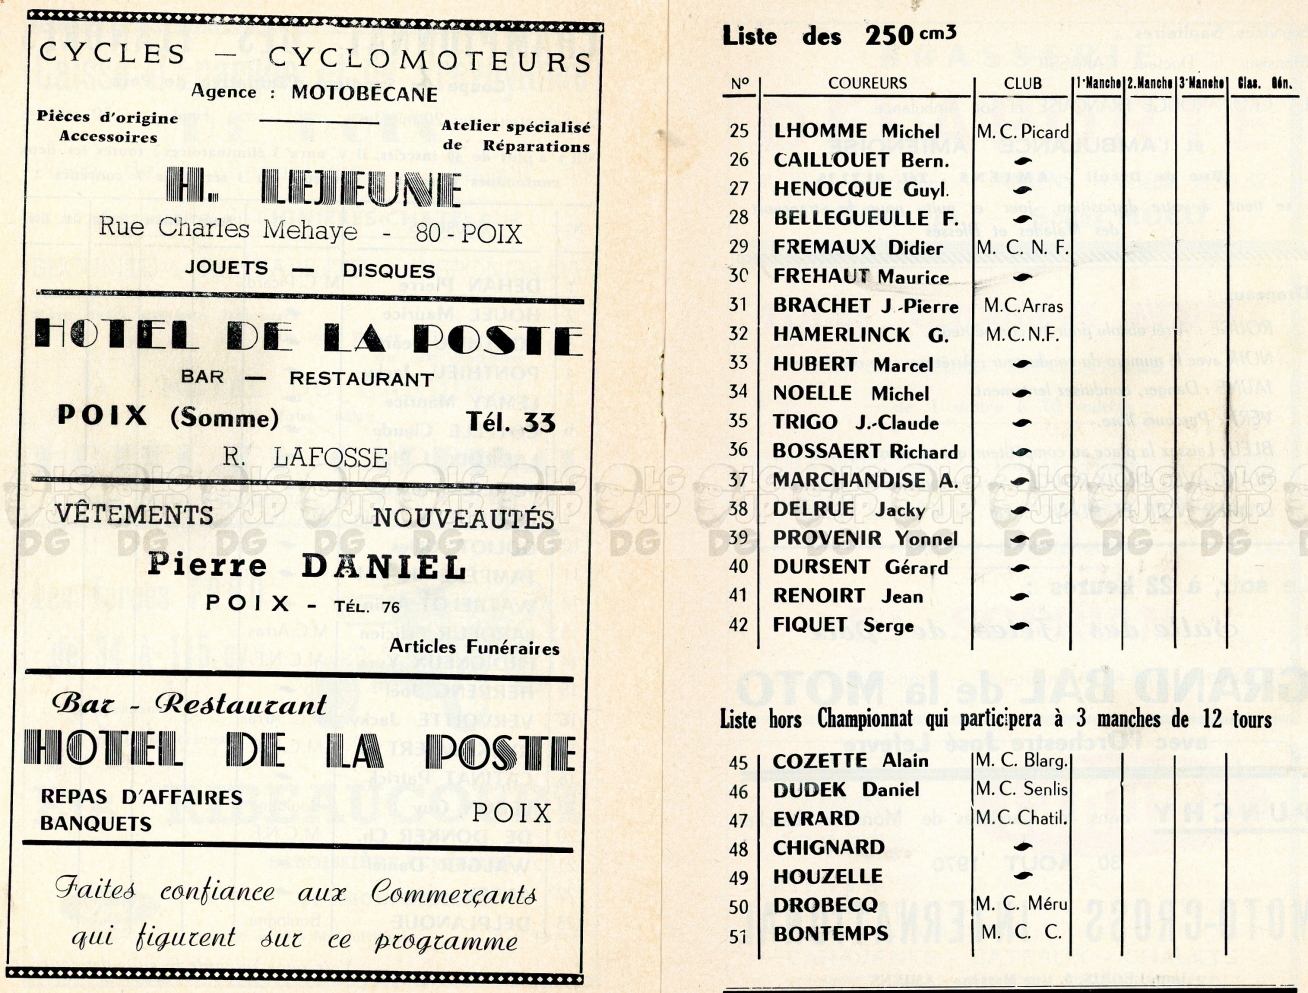 CYCLES — CYCLOMOTEURS
Agence : MOTOBÉCANE
Pièces d'origine
Accessoires
Atelier spécialisé
de Réparations
H. LEJEUNE
Rue Charles Mehaye - 80-POIX
JOUETS — DISQUES
HOTEL DE LA POSTE
BAR — RESTAURANT
POIX (Somme) Tél. 33
R. LAFOSSE
VÊTEMENTS NOUVEAUTÉS
Pierre DANIEL
POIX - TÉL. 76
Articles Funéraires
Bar - Restaurant
HOTEL DE LA POSTE
REPAS D'AFFAIRES
BANQUETS
POIX
Faites confiance aux Commerçants
qui figurent sur ce programme
Liste des 250 cm3
No COUREURS CLUB 1eManche 2.Manche 3eManche Clas. Gén.
25 LHOMME Michel M.C. Picard
26 CAILLOUET Bern.
27 HENOCQUE Guyl.
28 BELLEGUEULLE F.
29 FREMAUX Didier M. C. N. F.
30 FREHAUT Maurice
31 BRACHET J.-Pierre M.C.Arras
32 HAMERLINCK G. M.C.N.F.
33 HUBERT Marcel
34 NOELLE Michel
35 TRIGO J.-Claude
36 BOSSAERT Richard
37 MARCHANDISE A.
38 DELRUE Jacky
39 PROVENIR Yonnel
40 DURSENT Gérard
41 RENOIRT Jean
42 FIQUET Serge
Liste hors Championnat qui participera à 3 manches de 12 tours
45 COZETTE Alain M. C. Blarg.
46 DUDEK Daniel M. C. Senlis
47 EVRARD M.C.Chatil.
48 CHIGNARD
49 HOUZELLE
50 DROBECQ M. C. Méru
51 BONTEMPS M. C. C.